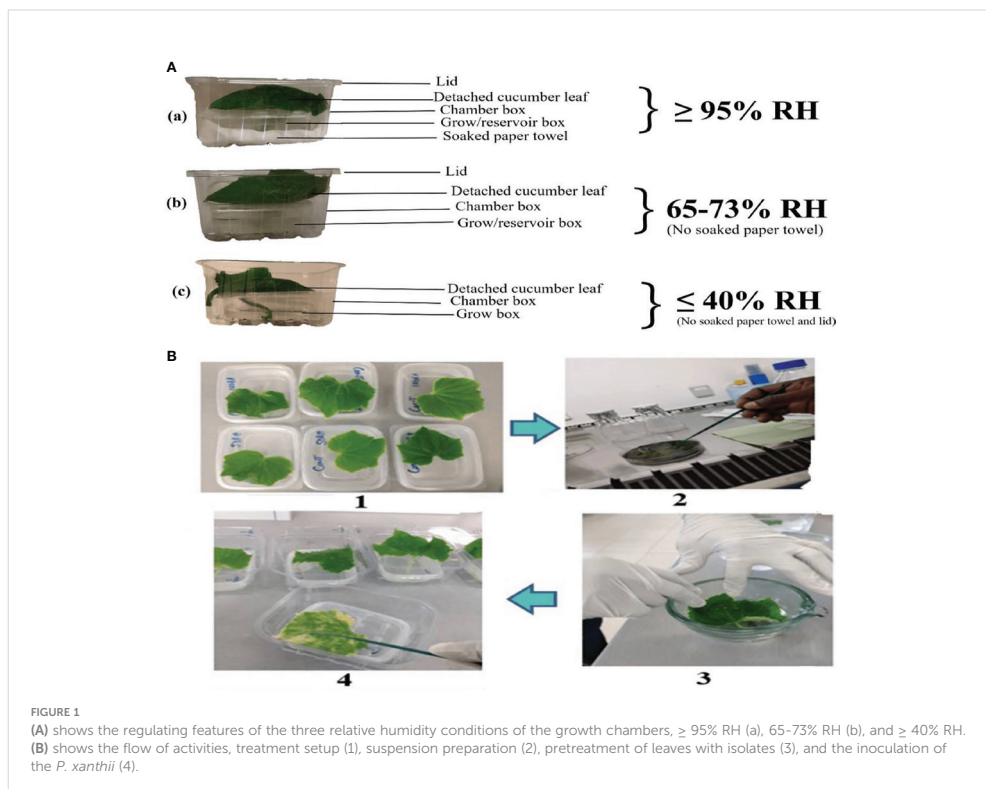 A
(a)
Lid
Detached cucumber leaf
Chamber box
Grow/reservoir box
Soaked paper towel
≥ 95% RH
(b)
Lid
Detached cucumber leaf
Chamber box
Grow/reservoir box
65-73% RH
(No soaked paper towel)
(c)
Detached cucumber leaf
Chamber box
Grow box
≤ 40% RH
(No soaked paper towel and lid)
B
1
2
4
3
FIGURE 1
(A) shows the regulating features of the three relative humidity conditions of the growth chambers, ≥ 95% RH (a), 65-73% RH (b), and ≥ 40% RH.
(B) shows the flow of activities, treatment setup (1), suspension preparation (2), pretreatment of leaves with isolates (3), and the inoculation of
the P. xanthii (4).